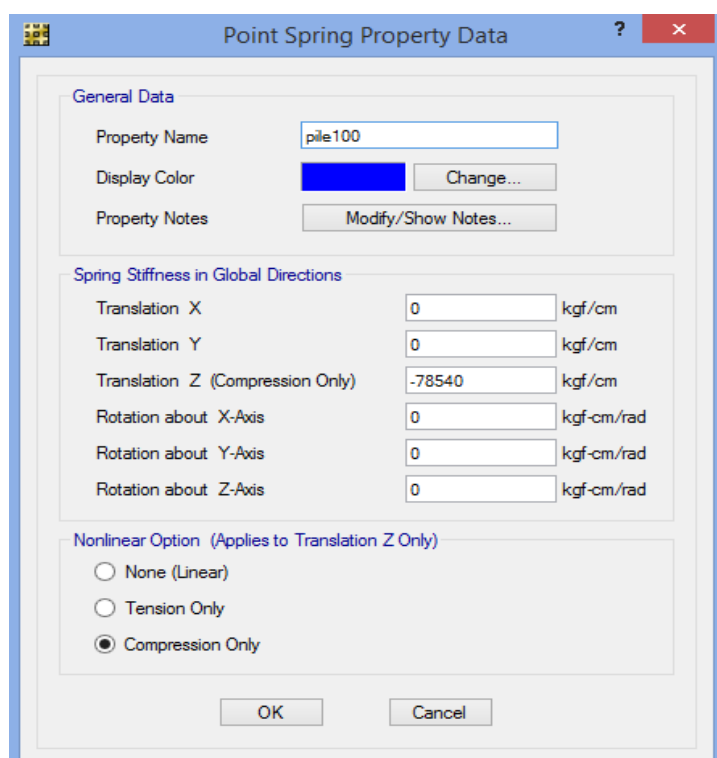 Point Spring Property Data ? ×
General Data
Property Name pile100
Display Color Change...
Property Notes Modify/Show Notes...
Spring Stiffness in Global Directions
Translation X 0 kgf/cm
Translation Y 0 kgf/cm
Translation Z (Compression Only) -78540 kgf/cm
Rotation about X-Axis 0 kgf-cm/rad
Rotation about Y-Axis 0 kgf-cm/rad
Rotation about Z-Axis 0 kgf-cm/rad
Nonlinear Option (Applies to Translation Z Only)
None (Linear)
Tension Only
Compression Only
OK Cancel